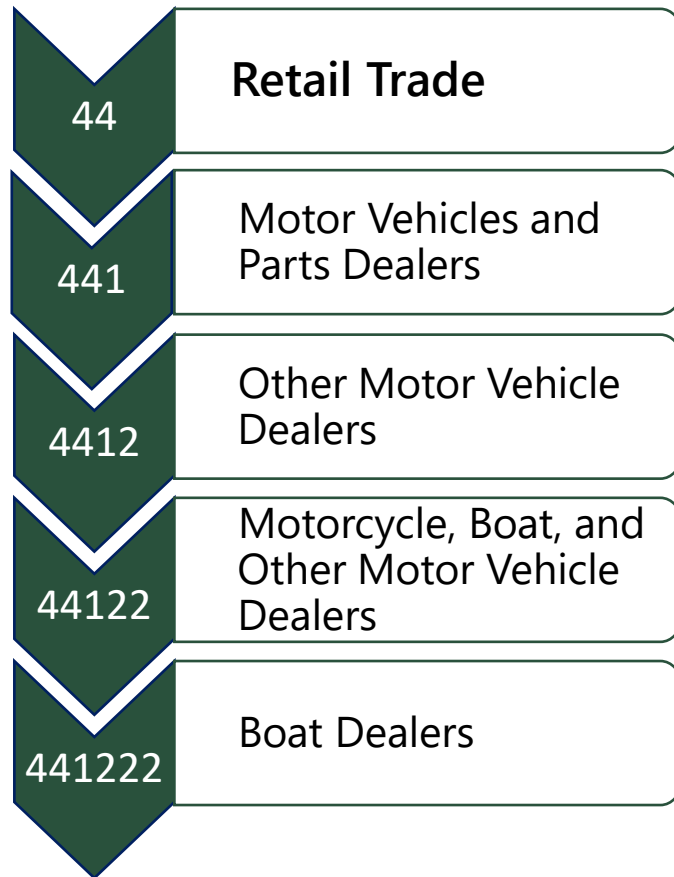 44
Retail Trade
441
Motor Vehicles and
Parts Dealers
4412
Other Motor Vehicle
Dealers
44122
Motorcycle, Boat, and
Other Motor Vehicle
Dealers
441222
Boat Dealers